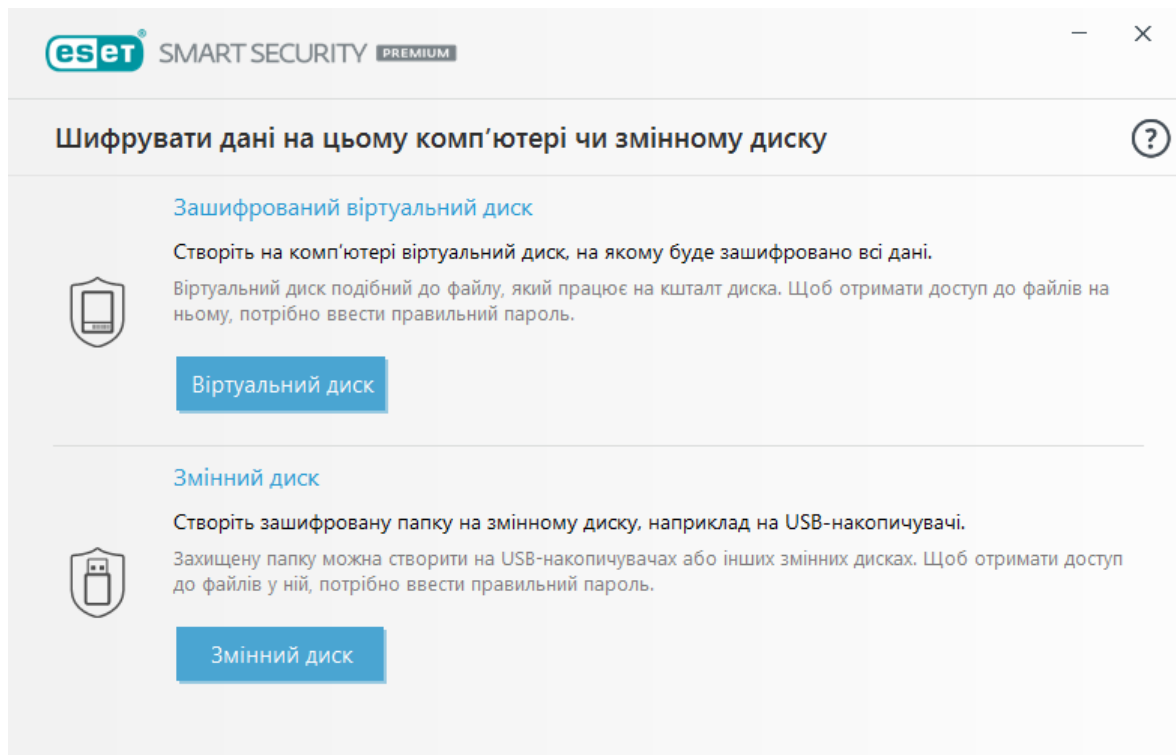 eset® SMART SECURITY PREMIUM
Шифрувати дані на цьому комп’ютері чи змінному диску
Зашифрований віртуальний диск
Створіть на комп’ютері віртуальний диск, на якому буде зашифровано всі дані.
Віртуальний диск подібний до файлу, який працює на кшталт диска. Щоб отримати доступ до файлів на
ньому, потрібно ввести правильний пароль.
Віртуальний диск
Змінний диск
Створіть зашифровану папку на змінному диску, наприклад на USB-накопичувачі.
Захищену папку можна створити на USB-накопичувачах або інших змінних дисках. Щоб отримати доступ
до файлів у ній, потрібно ввести правильний пароль.
Змінний диск